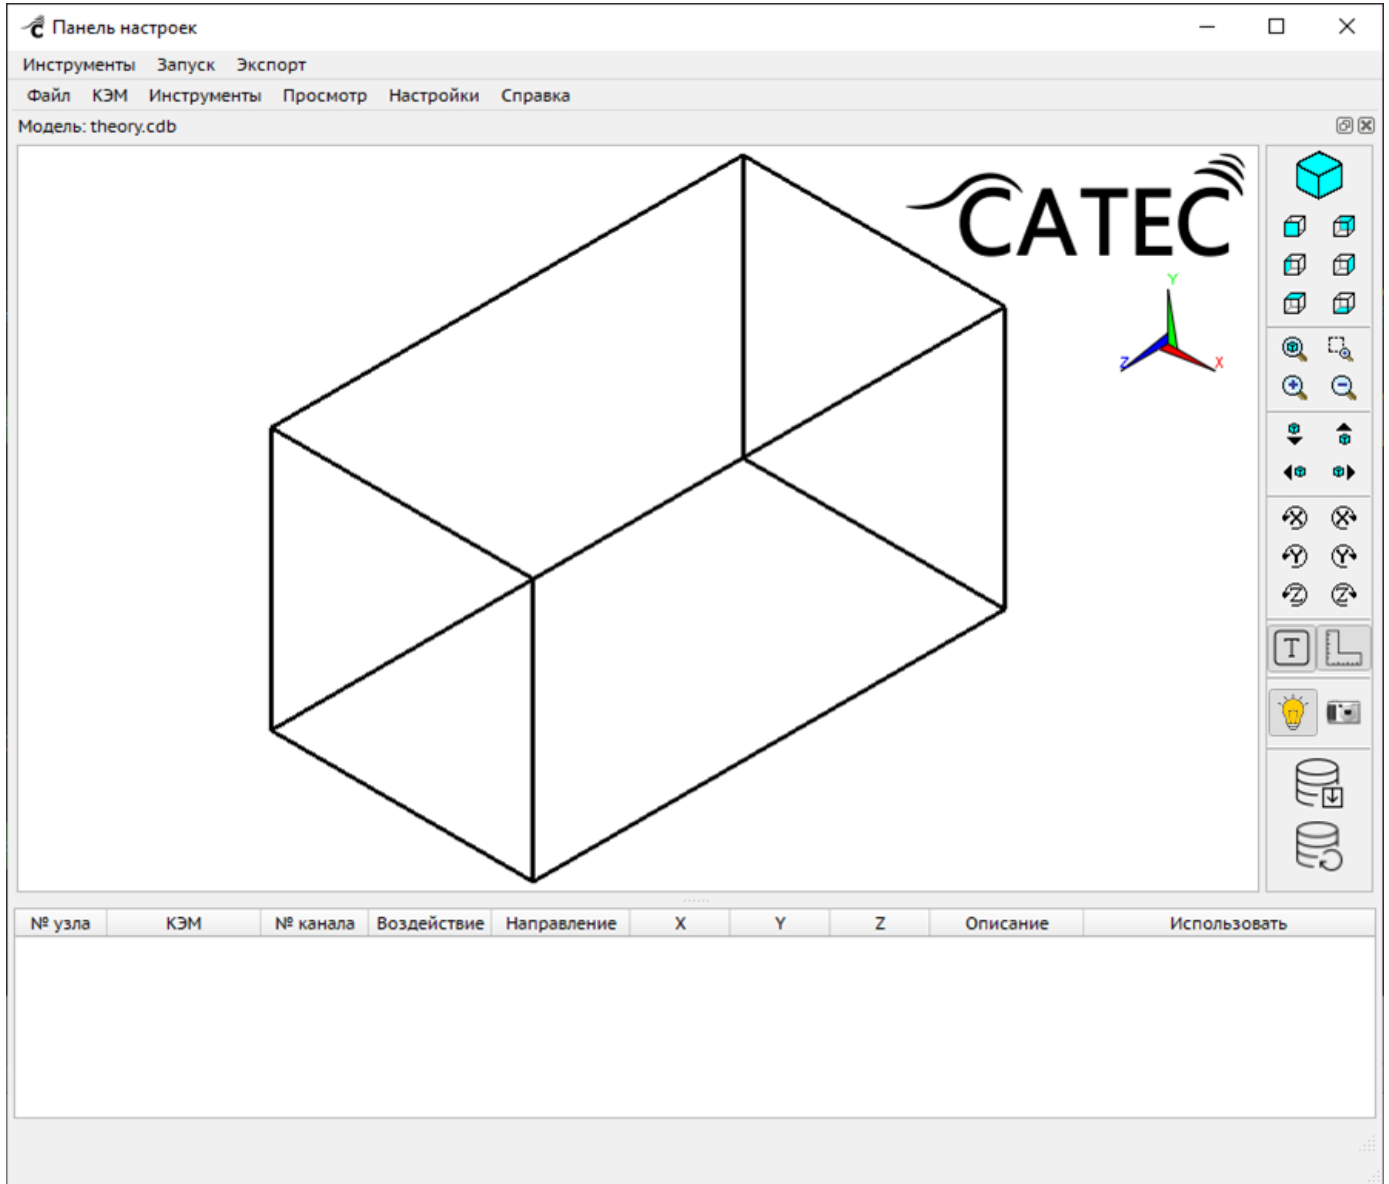 Панель настроек
Инструменты Запуск Экспорт
Файл КЭМ Инструменты Просмотр Настройки Справка
Модель: theory.cdb
CATEC
Y
Z X
X X
Y Y
Z Z
T
№ узла КЭМ № канала Воздействие Направление X Y Z Описание Использовать